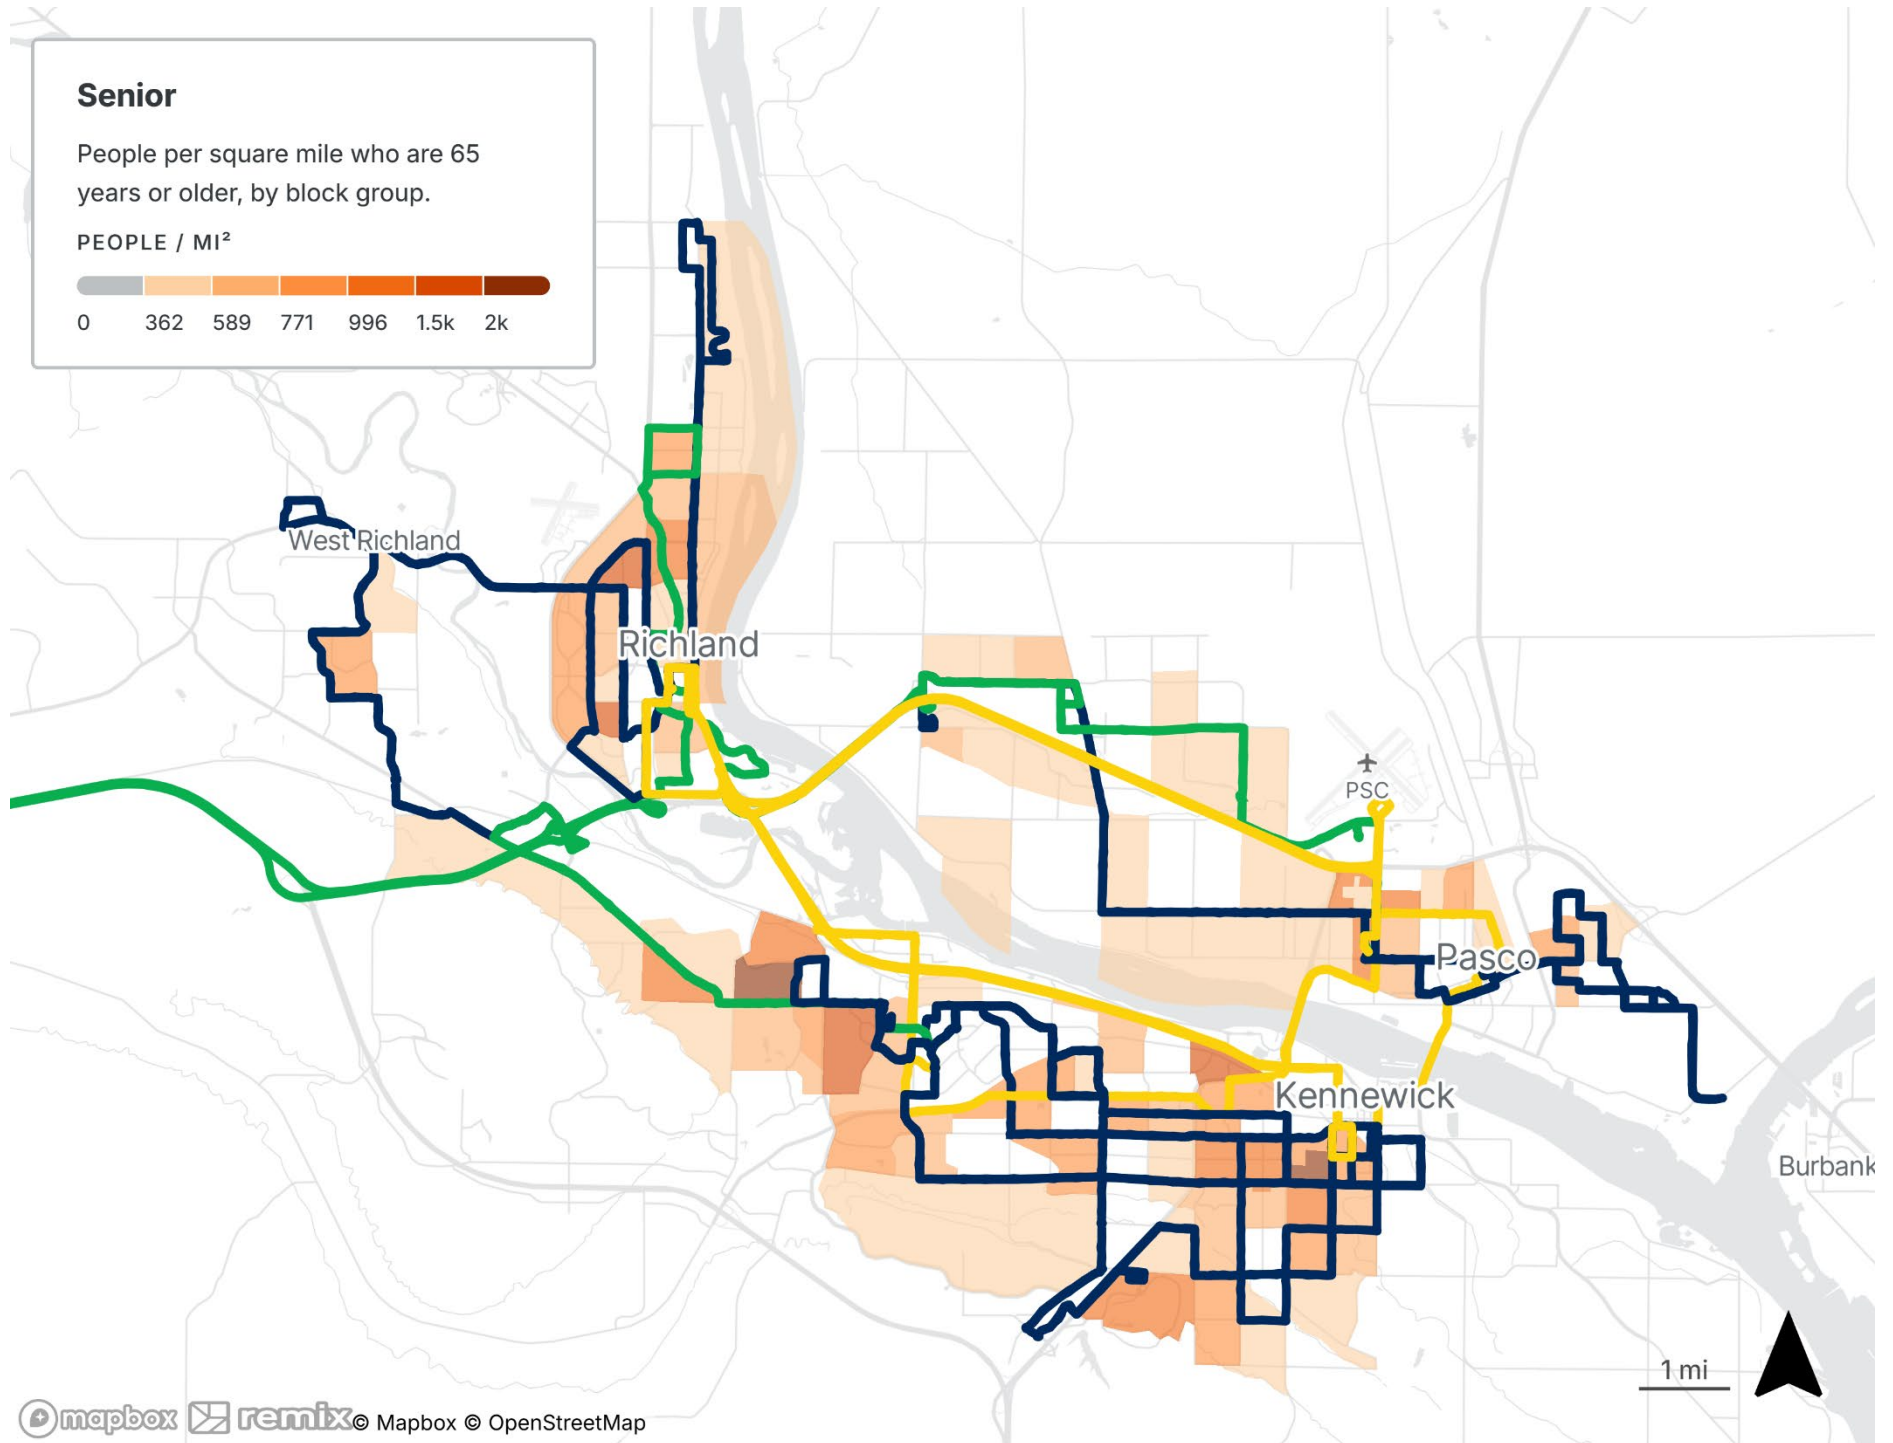 Senior
People per square mile who are 65
years or older, by block group.
PEOPLE / MI²
0 362 589 771 996 1.5k 2k
West Richland
Richland
PSC
Pasco
Kennewick
Burbank
1 mi
mapbox remix © Mapbox © OpenStreetMap